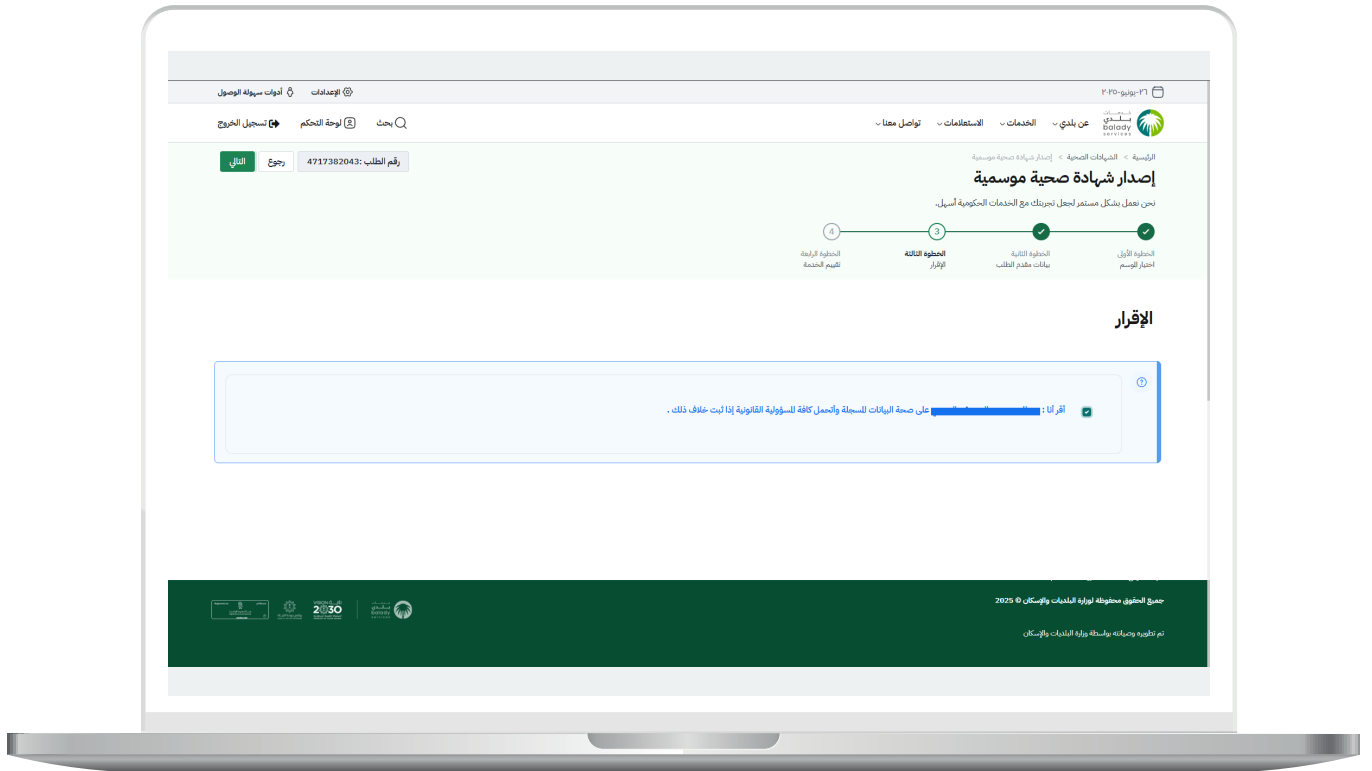 ٢٦-يونيو-٢٠٢٥
الإعدادات
أدوات سهولة الوصول
بلدي
balady
services
عن بلدي
الخدمات
الاستعلامات
تواصل معنا
بحث
لوحة التحكم
تسجيل الخروج
الرئيسية > الشهادات الصحية > إصدار شهادة صحية موسمية
رقم الطلب :4717382043
رجوع
التالي
إصدار شهادة صحية موسمية
نحن نعمل بشكل مستمر لجعل تجربتك مع الخدمات الحكومية أسهل.
3
4
الخطوة الأولى
اختيار الموسم
الخطوة الثانية
بيانات مقدم الطلب
الخطوة الثالثة
الإقرار
الخطوة الرابعة
تقييم الخدمة
الإقرار
أقر أنا :
على صحة البيانات المسجلة وأتحمل كافة المسؤولية القانونية إذا ثبت خلاف ذلك .
جميع الحقوق محفوظة لوزارة البلديات والإسكان © 2025
تم تطويره وصيانته بواسطة وزارة البلديات والإسكان
2030